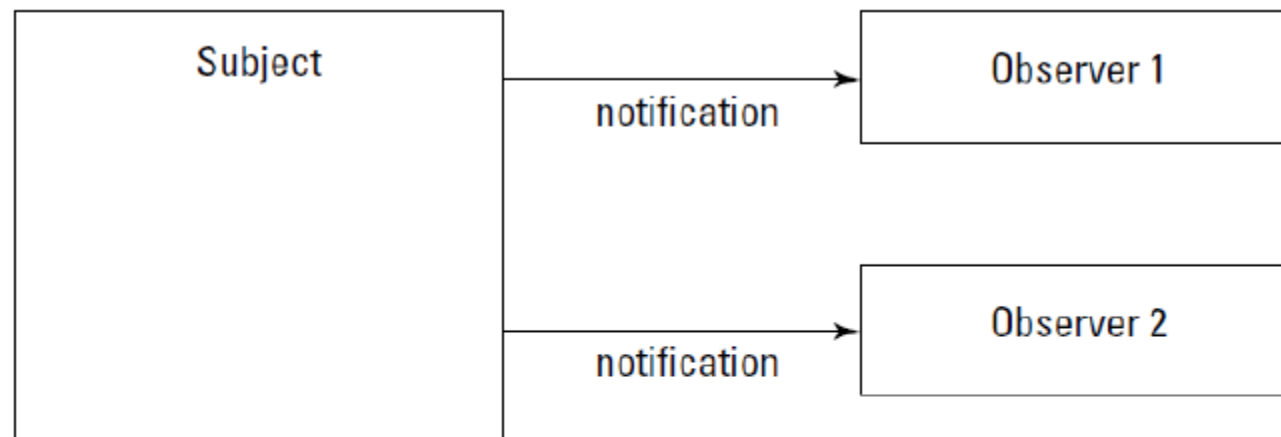 Subject
Observer 1
notification
Observer 2
notification